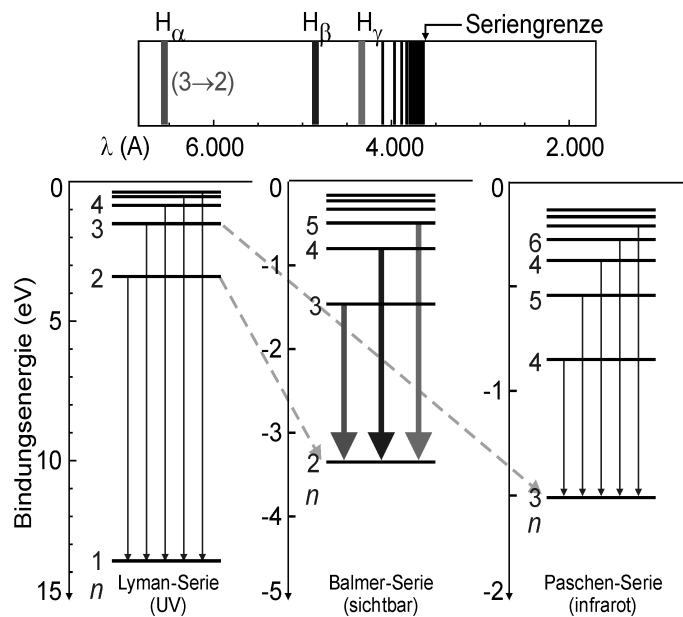 Hα Hβ Hγ Seriengrenze
(3→2)
λ (A) 6.000 4.000 2.000
Bindungsenergie (eV)
0
5
10
15
4
3
2
1
n
Lyman-Serie
(UV)
0
-1
-2
-3
-4
-5
5
4
3
2
n
Balmer-Serie
(sichtbar)
0
-1
-2
6
4
5
4
3
n
Paschen-Serie
(infrarot)